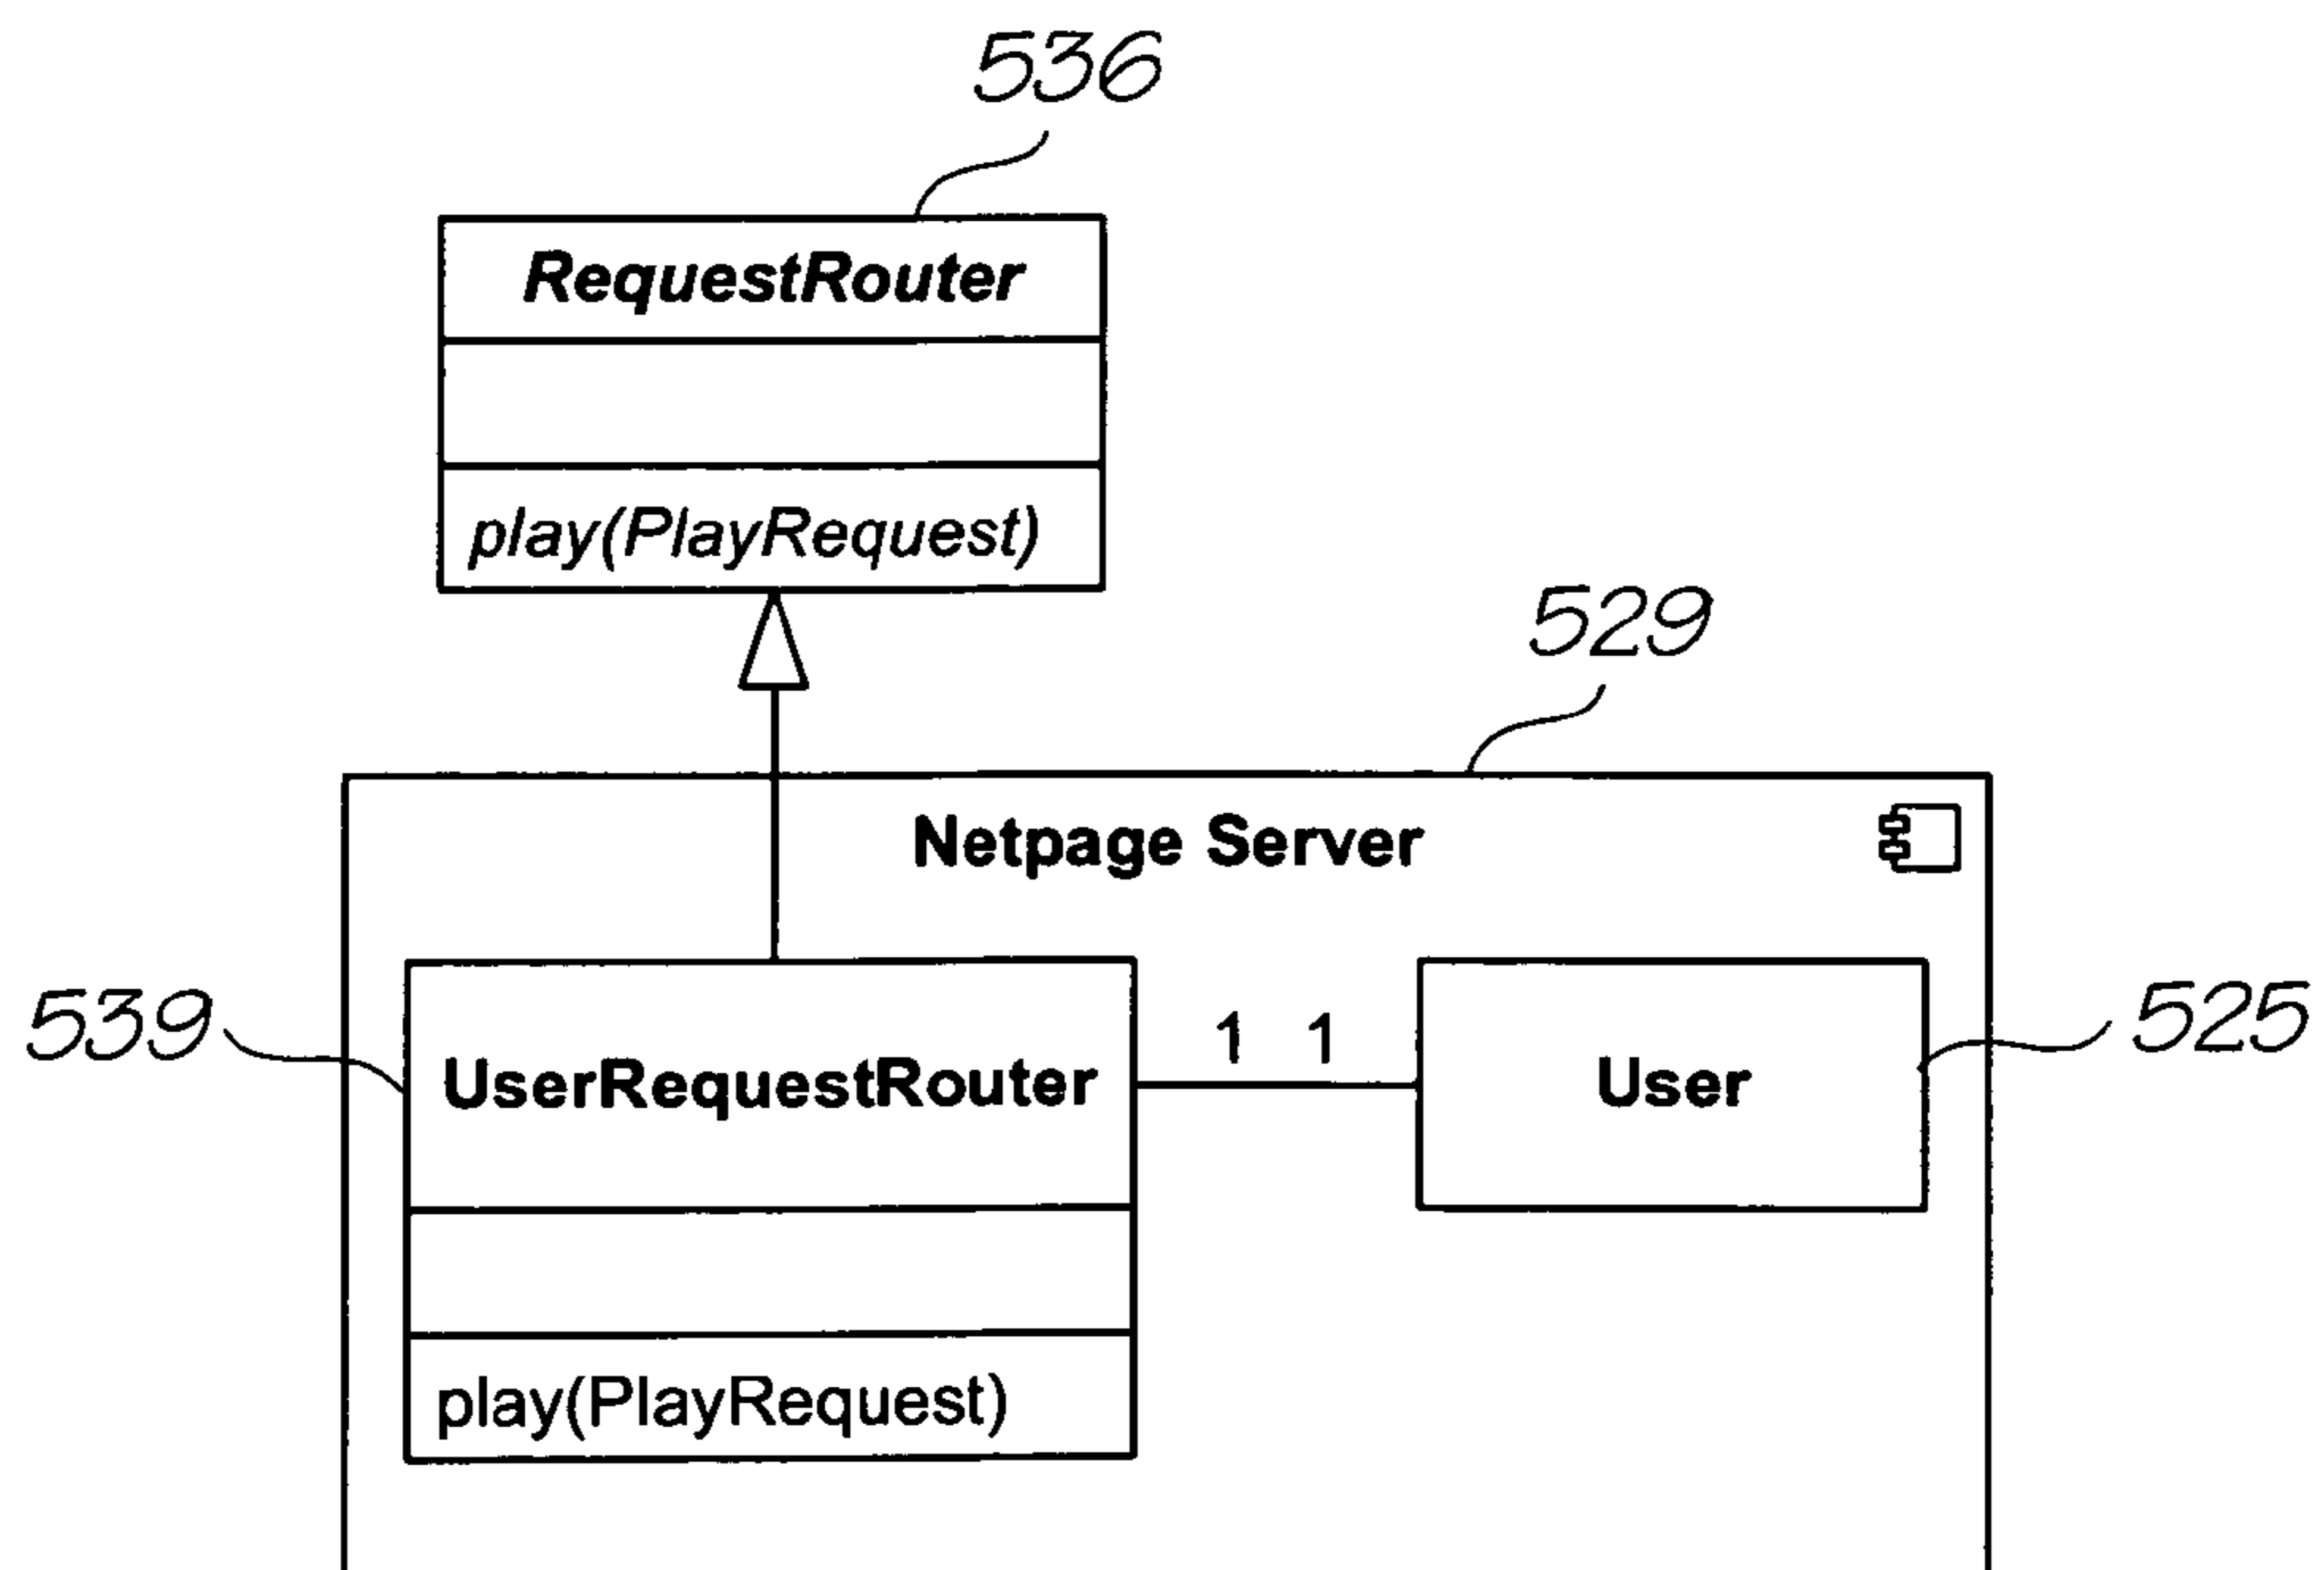 536
RequestRouter
play(PlayRequest)
529
Netpage Server
539
1 1
525
UserRequestRouter
User
play(PlayRequest)